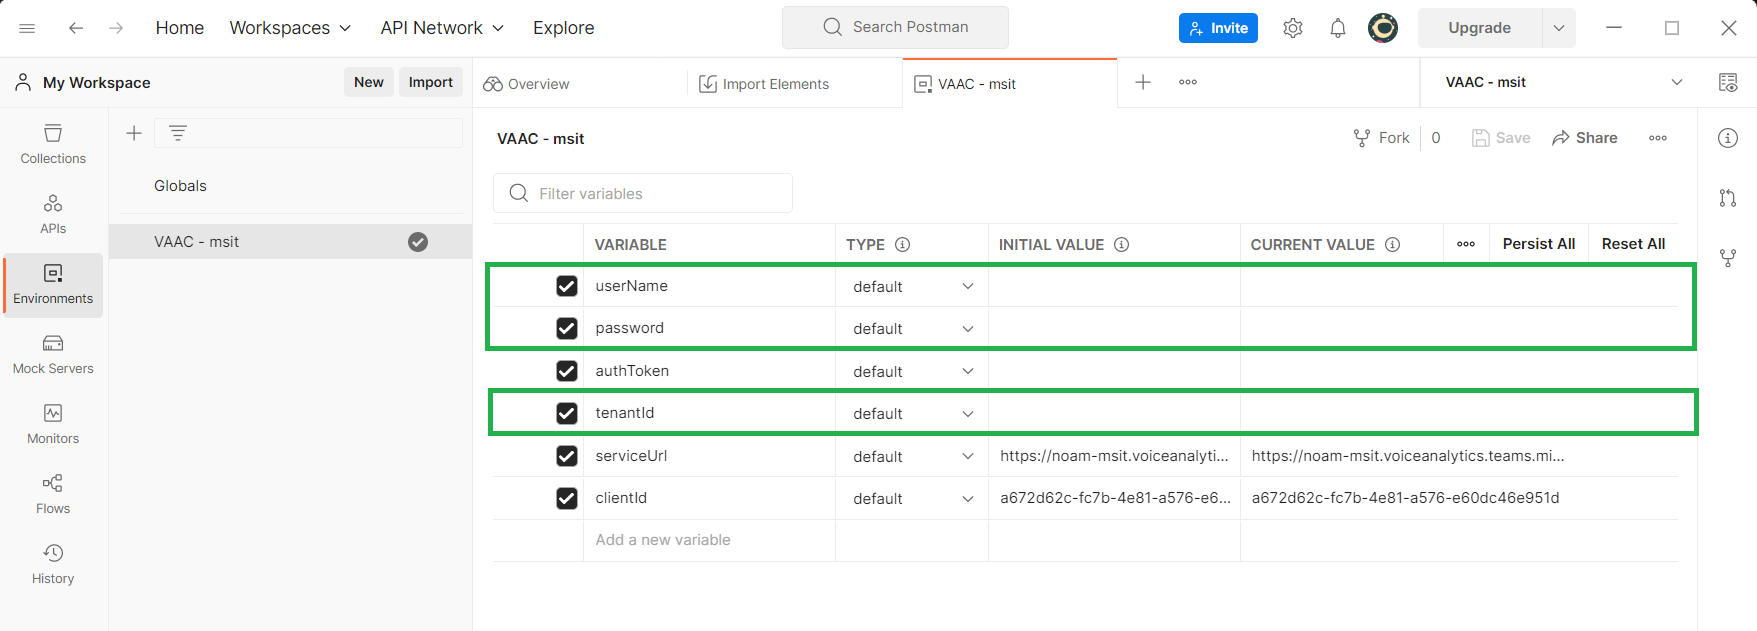 Home Workspaces API Network Explore Search Postman Invite Upgrade
My Workspace New Import Overview Import Elements VAAC - msit VAAC - msit
VAAC - msit Fork 0 Save Share
Collections
Globals
Filter variables
APIs
VAAC - msit
VARIABLE TYPE INITIAL VALUE CURRENT VALUE Persist All Reset All
Environments
userName default
password default
Mock Servers
authToken default
tenantId default
Monitors
serviceUrl default https://noam-msit.voiceanalyti... https://noam-msit.voiceanalytics.teams.mi...
clientId default a672d62c-fc7b-4e81-a576-e6... a672d62c-fc7b-4e81-a576-e60dc46e951d
Flows
Add a new variable
History